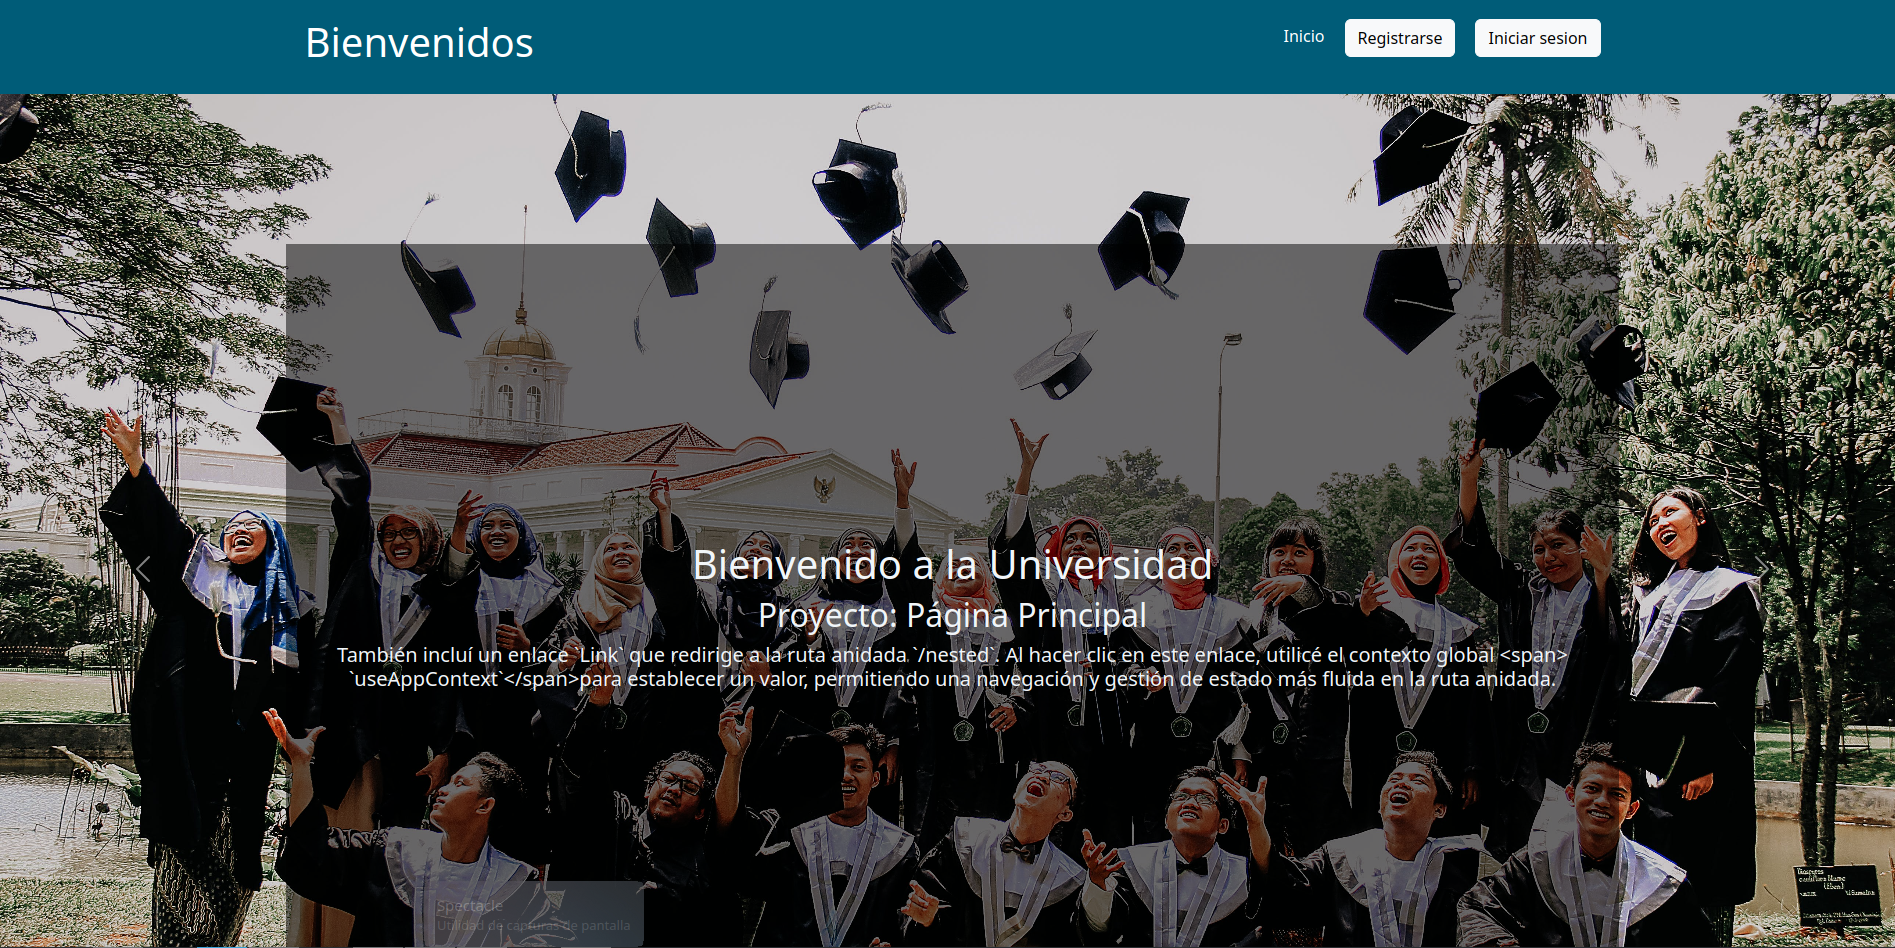 Bienvenidos
Inicio
Registrarse
Iniciar sesion
Bienvenido a la Universidad
Proyecto: Página Principal
También incluí un enlace `Link` que redirige a la ruta anidada `/nested`. Al hacer clic en este enlace, utilicé el contexto global <span>
`useAppContext`</span>para establecer un valor, permitiendo una navegación y gestión de estado más fluida en la ruta anidada.
Spectacle
Utilidad de capturas de pantalla